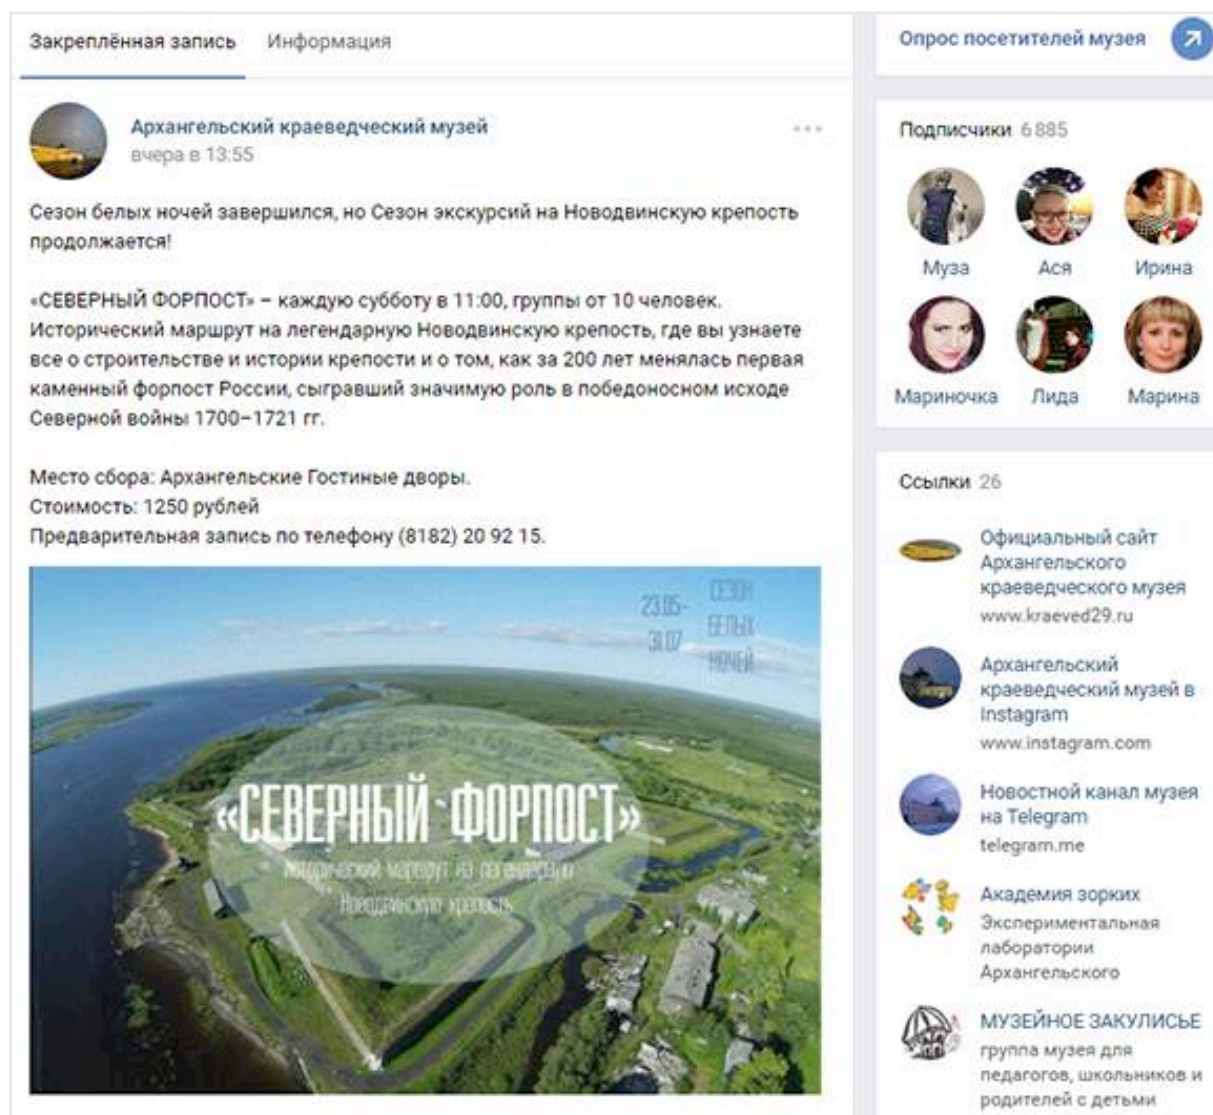 Закреплённая запись Информация
Архангельский краеведческий музей
вчера в 13:55
Сезон белых ночей завершился, но Сезон экскурсий на Новодвинскую крепость
продолжается!
«СЕВЕРНЫЙ ФОРПОСТ» – каждую субботу в 11:00, группы от 10 человек.
Исторический маршрут на легендарную Новодвинскую крепость, где вы узнаете
все о строительстве и истории крепости и о том, как за 200 лет менялась первая
каменный форпост России, сыгравший значимую роль в победоносном исходе
Северной войны 1700–1721 гг.
Место сбора: Архангельские Гостиные дворы.
Стоимость: 1250 рублей
Предварительная запись по телефону (8182) 20 92 15.
23.05-
31.07
СЕЗОН
БЕЛЫХ
НОЧЕЙ
«СЕВЕРНЫЙ ФОРПОСТ»
исторический маршрут на легендарную
Новодвинскую крепость
Опрос посетителей музея
Подписчики 6 885
Муза Ася Ирина
Мариночка Лида Марина
Ссылки 26
Официальный сайт
Архангельского
краеведческого музея
www.kraeved29.ru
Архангельский
краеведческий музей в
Instagram
www.instagram.com
Новостной канал музея
на Telegram
telegram.me
Академия зорких
Экспериментальная
лаборатории
Архангельского
МУЗЕЙНОЕ ЗАКУЛИСЬЕ
группа музея для
педагогов, школьников и
родителей с детьми